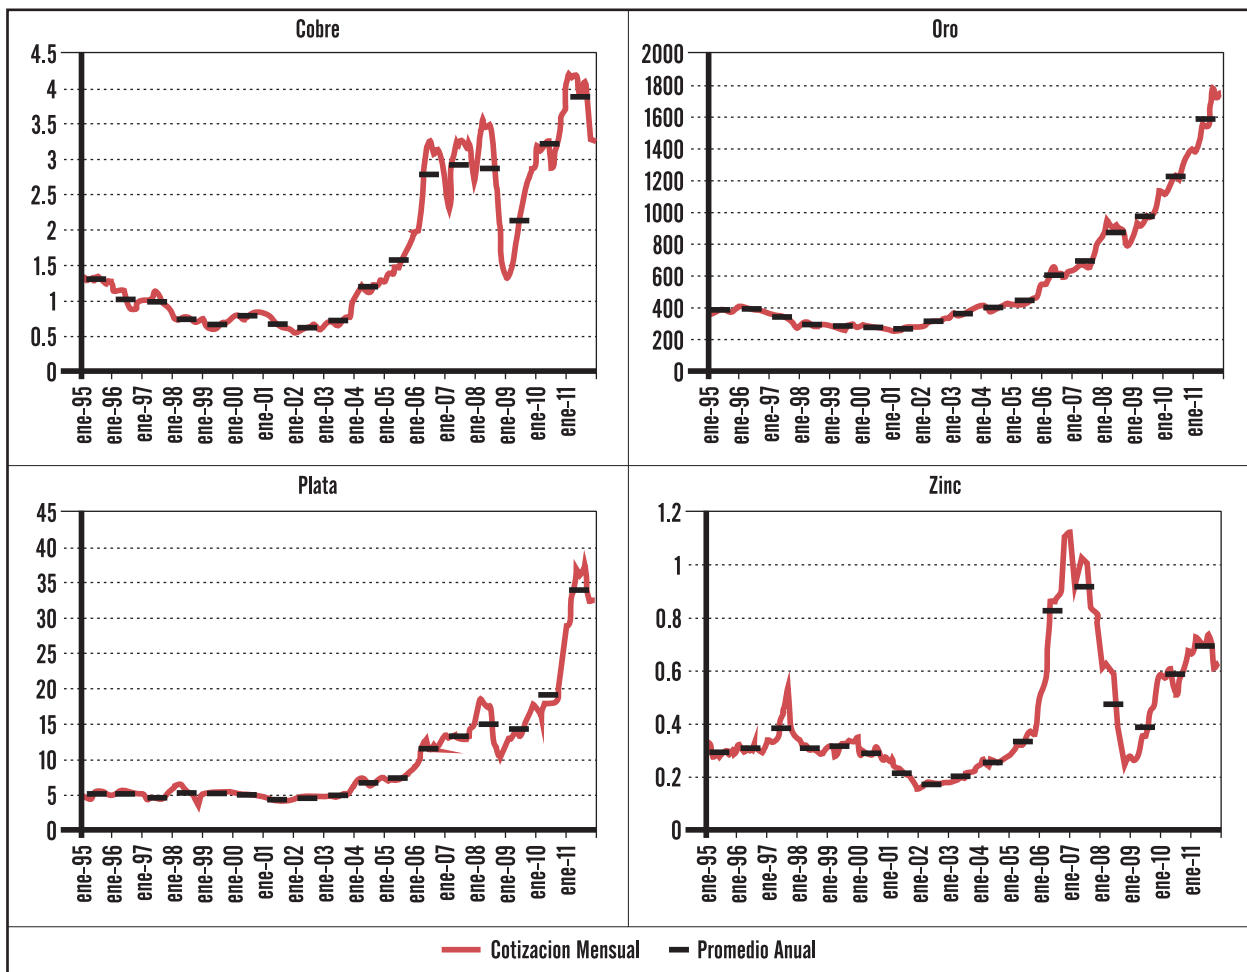 Cobre
4.5
4
3.5
3
2.5
2
1.5
1
0.5
0
ene-95
ene-96
ene-97
ene-98
ene-99
ene-00
ene-01
ene-02
ene-03
ene-04
ene-05
ene-06
ene-07
ene-08
ene-09
ene-10
ene-11
Oro
2000
1800
1600
1400
1200
1000
800
600
400
200
0
ene-95
ene-96
ene-97
ene-98
ene-99
ene-00
ene-01
ene-02
ene-03
ene-04
ene-05
ene-06
ene-07
ene-08
ene-09
ene-10
ene-11
Plata
45
40
35
30
25
20
15
10
5
0
ene-95
ene-96
ene-97
ene-98
ene-99
ene-00
ene-01
ene-02
ene-03
ene-04
ene-05
ene-06
ene-07
ene-08
ene-09
ene-10
ene-11
Zinc
1.2
1
0.8
0.6
0.4
0.2
0
ene-95
ene-96
ene-97
ene-98
ene-99
ene-00
ene-01
ene-02
ene-03
ene-04
ene-05
ene-06
ene-07
ene-08
ene-09
ene-10
ene-11
Cotizacion Mensual
Promedio Anual